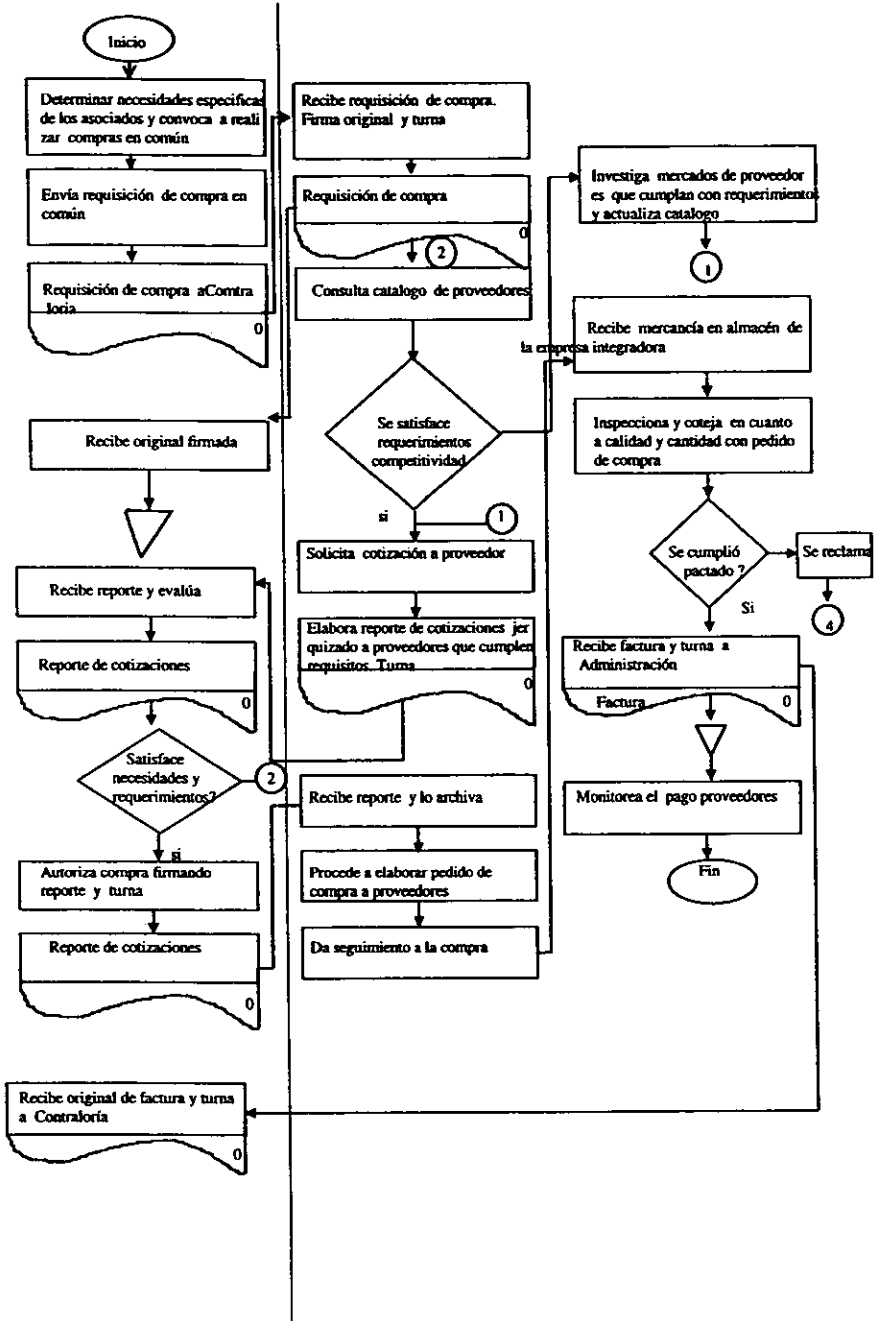 Inicio
Determinar necesidades especificas
de los asociados y convoca a reali
zar compras en común
Envía requisición de compra en
común
Requisición de compra aComtra
loria
0
Recibe original firmada
Recibe reporte y evalúa
Reporte de cotizaciones
0
Satisface
necesidades y
requerimientos?
2
si
Autoriza compra firmando
reporte y turna
Reporte de cotizaciones
0
Recibe original de factura y turna
a Contraloría
0
Recibe requisición de compra.
Firma original y turna
Requisición de compra
0
2
Consulta catalogo de proveedores
Se satisface
requerimientos
competitividad
si
1
Solicita cotización a proveedor
Elabora reporte de cotizaciones jer
quizado a proveedores que cumplen
requisitos. Turna
0
Recibe reporte y lo archiva
Procede a elaborar pedido de
compra a proveedores
Da seguimiento a la compra
Investiga mercados de proveedor
es que cumplan con requerimientos
y actualiza catalogo
1
Recibe mercancía en almacén de
la empresa integradora
Inspecciona y coteja en cuanto
a calidad y cantidad con pedido
de compra
Se cumplió
pactado ?
Se reclama
4
Si
Recibe factura y turna a
Administración
Factura
0
Monitorea el pago proveedores
Fin